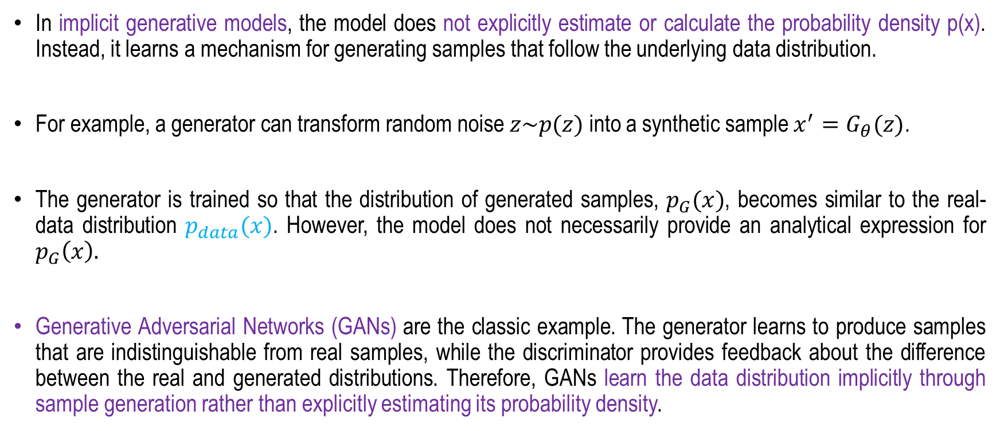 • In implicit generative models, the model does not explicitly estimate or calculate the probability density p(x).
Instead, it learns a mechanism for generating samples that follow the underlying data distribution.
• For example, a generator can transform random noise z~p(z) into a synthetic sample x′ = G_θ(z).
• The generator is trained so that the distribution of generated samples, p_G(x), becomes similar to the real-
data distribution p_data(x). However, the model does not necessarily provide an analytical expression for
p_G(x).
• Generative Adversarial Networks (GANs) are the classic example. The generator learns to produce samples
that are indistinguishable from real samples, while the discriminator provides feedback about the difference
between the real and generated distributions. Therefore, GANs learn the data distribution implicitly through
sample generation rather than explicitly estimating its probability density.